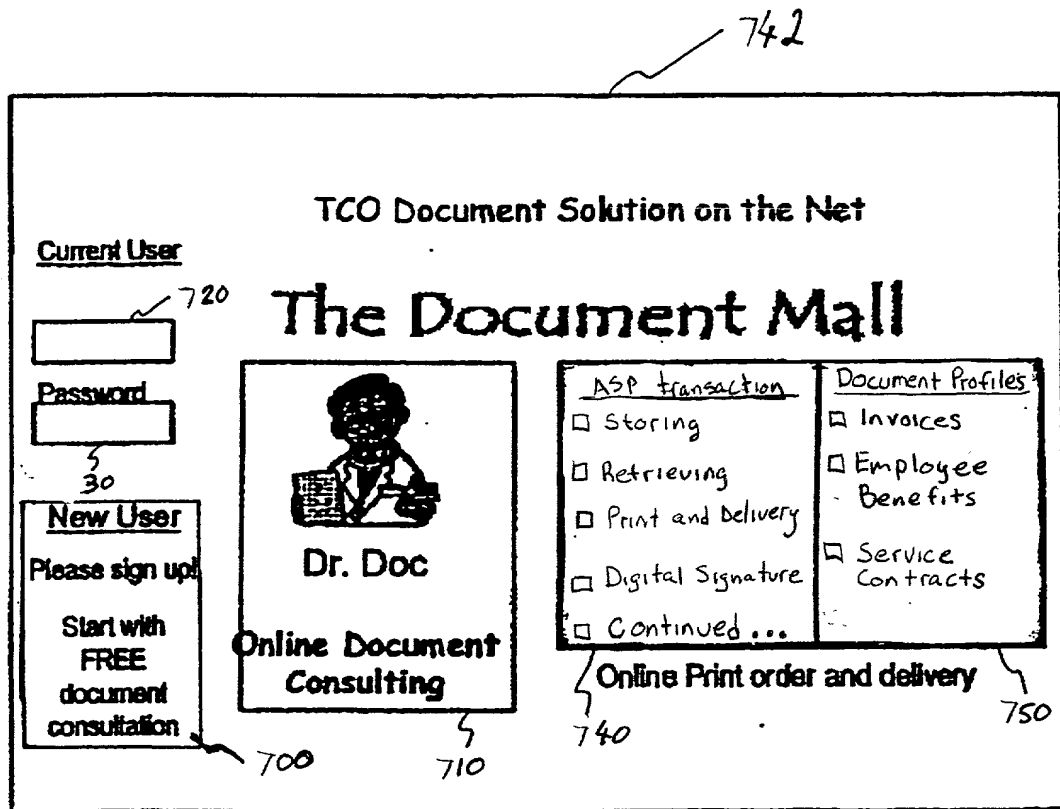 742
TCO Document Solution on the Net
Current User
720
The Document Mall
Password
30
New User
Please sign up!
Start with
FREE
document
consultation
700
Dr. Doc
Online Document
Consulting
710
ASP transaction
Storing
Retrieving
Print and Delivery
Digital Signature
Continued ...
740
Document Profiles
Invoices
Employee
Benefits
Service
Contracts
750
Online Print order and delivery